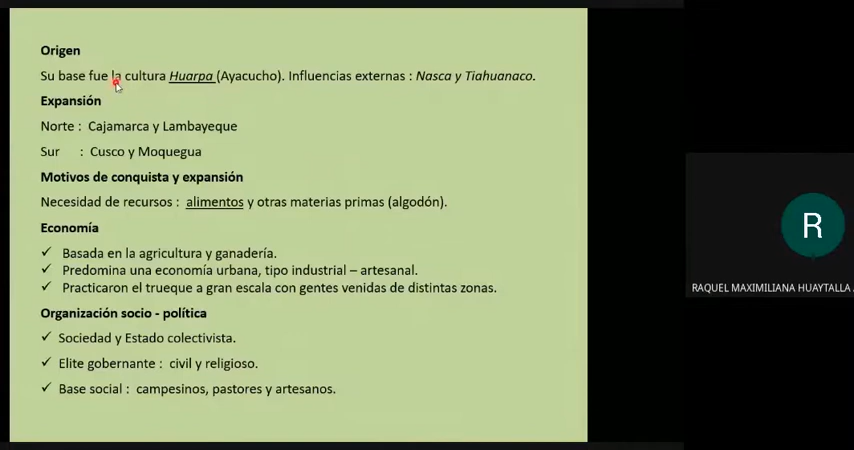 Origen
Su base fue la cultura Huarpa (Ayacucho). Influencias externas : Nasca y Tiahuanaco.
Expansión
Norte : Cajamarca y Lambayeque
Sur : Cusco y Moquegua
Motivos de conquista y expansión
Necesidad de recursos : alimentos y otras materias primas (algodón).
Economía
✓ Basada en la agricultura y ganadería.
✓ Predomina una economía urbana, tipo industrial – artesanal.
✓ Practicaron el trueque a gran escala con gentes venidas de distintas zonas.
Organización socio - política
✓ Sociedad y Estado colectivista.
✓ Elite gobernante : civil y religioso.
✓ Base social : campesinos, pastores y artesanos.
R
RAQUEL MAXIMILIANA HUAYTALLA